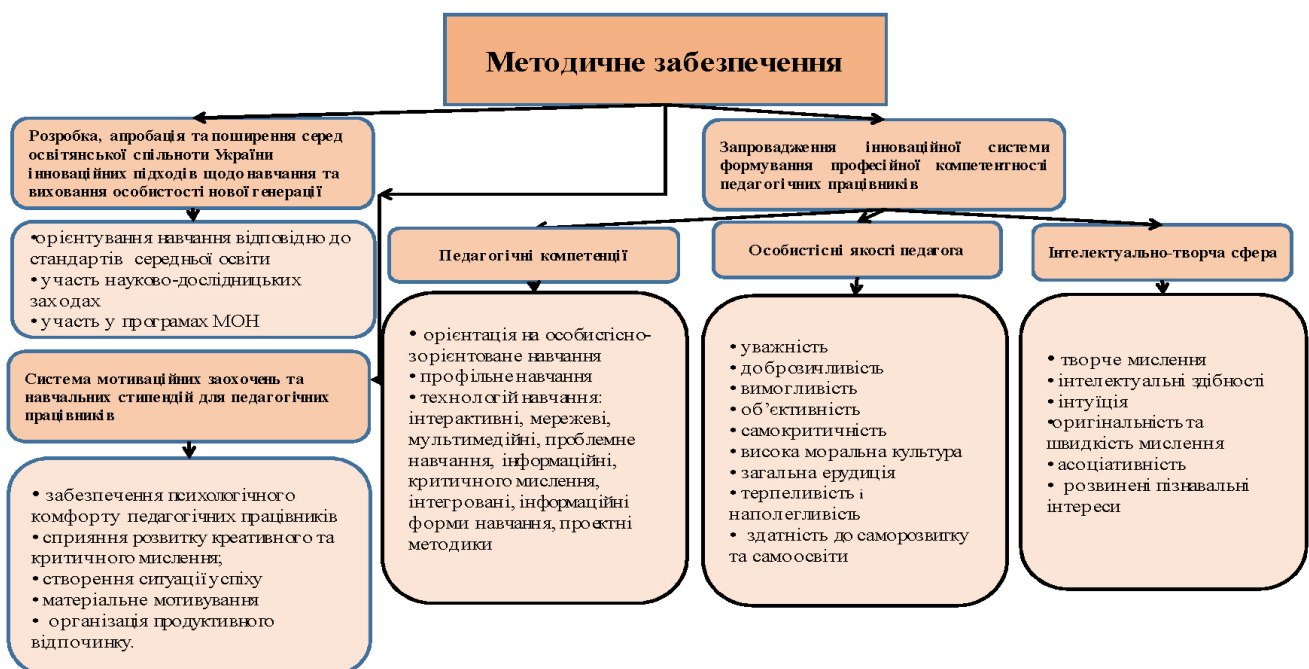 Методичне забезпечення
Розробка, апробація та поширення серед
освітянської спільноти України
інноваційних підходів щодо навчання та
виховання особистості нової генерації
•орієнтування навчання відповідно до
стандартів середньої освіти
• участь науково-дослідницьких
заходах
• участь у програмах МОН
Система мотиваційних заохочень та
навчальних стипендій для педагогічних
працівників
• забезпечення психологічного
комфорту педагогічних працівників
• сприяння розвитку креативного та
критичного мислення;
• створення ситуації успіху
• матеріальне мотивування
• організація продуктивного
відпочинку.
Запровадження інноваційної системи
формування професійної компетентності
педагогічних працівників
Педагогічні компетенції
• орієнтація на особистісно-
зорієнтоване навчання
• профільне навчання
• технологій навчання:
інтерактивні, мережеві,
мультимедійні, проблемне
навчання, інформаційні,
критичного мислення,
інтегровані, інформаційні
форми навчання, проектні
методики
Особистісні якості педагога
• уважність
• доброзичливість
• вимогливість
• об’єктивність
• самокритичність
• висока моральна культура
• загальна ерудиція
• терпеливість і
наполегливість
• здатність до саморозвитку
та самоосвіти
Інтелектуально-творча сфера
• творче мислення
• інтелектуальні здібності
• інтуїція
•оригінальність та
швидкість мислення
• асоціативність
• розвинені пізнавальні
інтереси